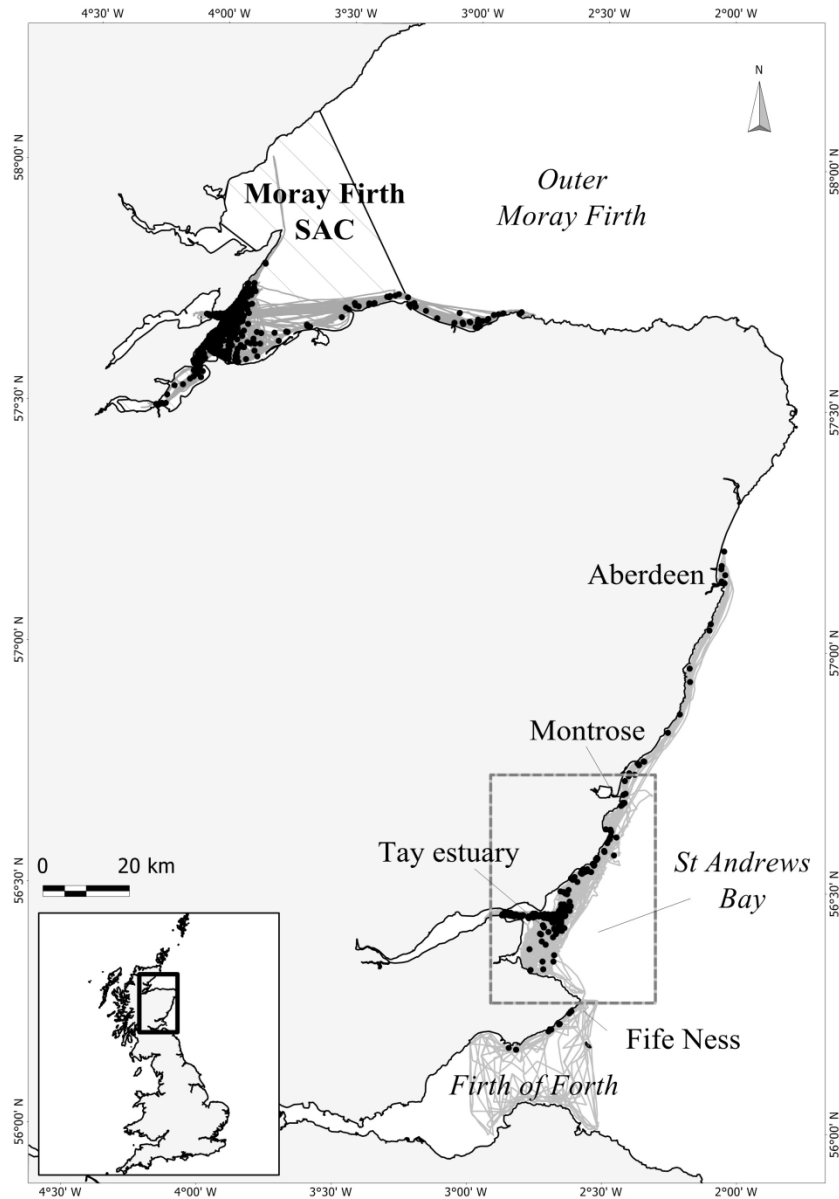 4°30' W 4°00' W 3°30' W 3°00' W 2°30' W 2°00' W
N
58°00' N
58°00' N
Outer
Moray Firth
Moray Firth
SAC
57°30' N
57°30' N
Aberdeen
57°00' N
57°00' N
Montrose
0 20 km
Tay estuary
St Andrews
Bay
56°30' N
56°30' N
Fife Ness
Firth of Forth
56°00' N
56°00' N
4°30' W 4°00' W 3°30' W 3°00' W 2°30' W 2°00' W